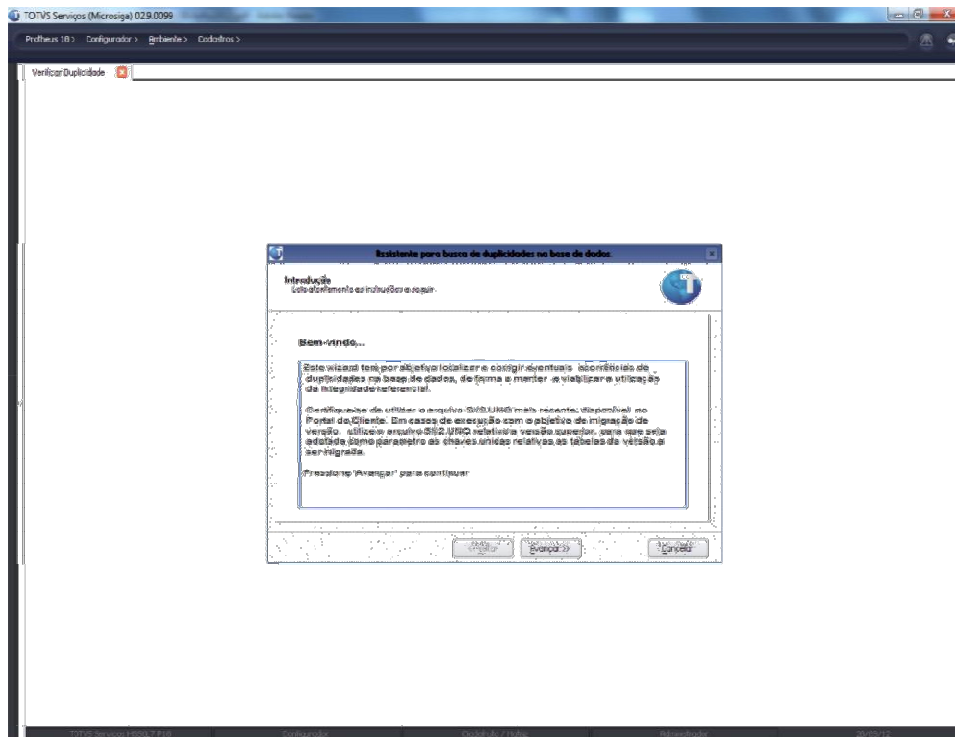 TOTVS Serviços (Microsiga) 029.0099
Protheus 10 > Configurador > Ambiente > Cadastros >
Verificar Duplicidade
Assistente para busca de duplicidades na base de dados.
Introdução
Leia atentamente as instruções a seguir.
Bem-vindo...
Este wizard tem por objetivo localizar e corrigir eventuais ocorrências de
duplicidades na base de dados, de forma a manter e viabilizar a utilização
da integridade referencial.
Certifique-se de utilizar o arquivo SX2.UNQ mais recente, disponível no
Portal do Cliente. Em casos de execução com o objetivo de migração de
versão, utilize o arquivo SX2.UNQ relativo a versão superior, para que seja
adotada como parametro as chaves unicas relativas as tabelas da versão a
ser migrada.
Pressione 'Avançar' para continuar
Avançar >>
Cancelar
TOTVS Serviços
Configurador
Administrador